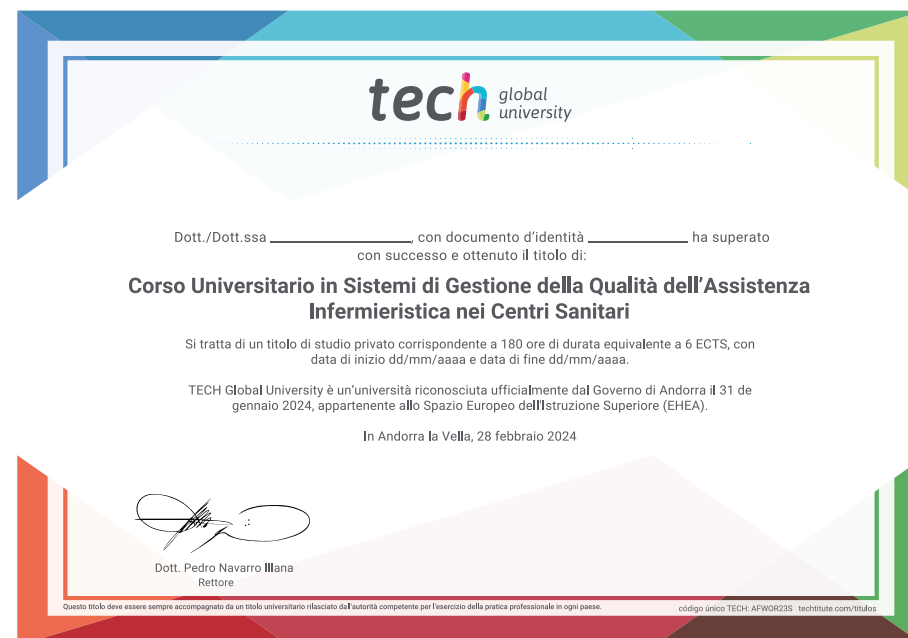 tech global university
Dott./Dott.ssa ________________, con documento d'identità ____________ ha superato
con successo e ottenuto il titolo di:
Corso Universitario in Sistemi di Gestione della Qualità dell'Assistenza
Infermieristica nei Centri Sanitari
Si tratta di un titolo di studio privato corrispondente a 180 ore di durata equivalente a 6 ECTS, con
data di inizio dd/mm/aaaa e data di fine dd/mm/aaaa.
TECH Global University è un'università riconosciuta ufficialmente dal Governo di Andorra il 31 de
gennaio 2024, appartenente allo Spazio Europeo dell'Istruzione Superiore (EHEA).
In Andorra la Vella, 28 febbraio 2024
Dott. Pedro Navarro Illana
Rettore
Questo titolo deve essere sempre accompagnato da un titolo universitario rilasciato dall'autorità competente per l'esercizio della pratica professionale in ogni paese.
código único TECH: AFWOR23S techtitute.com/titulos